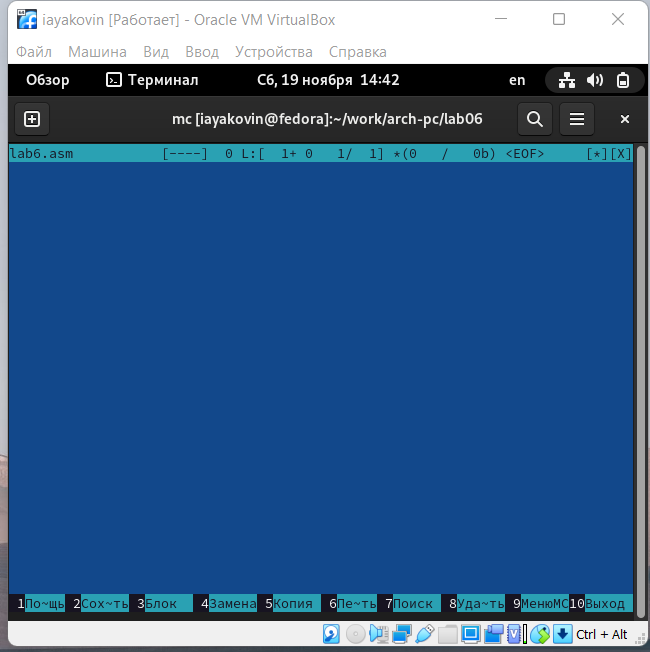 iayakovin [Работает] - Oracle VM VirtualBox
Файл Машина Вид Ввод Устройства Справка
Обзор Терминал Сб, 19 ноября 14:42 en
mc [iayakovin@fedora]:~/work/arch-pc/lab06
lab6.asm [----] 0 L:[ 1+ 0 1/ 1] *(0 / 0b) <EOF> [*][X]
1По~щь 2Сох~ть 3Блок 4Замена 5Копия 6Пе~ть 7Поиск 8Уда~ть 9МенюMC 10Выход
Ctrl + Alt